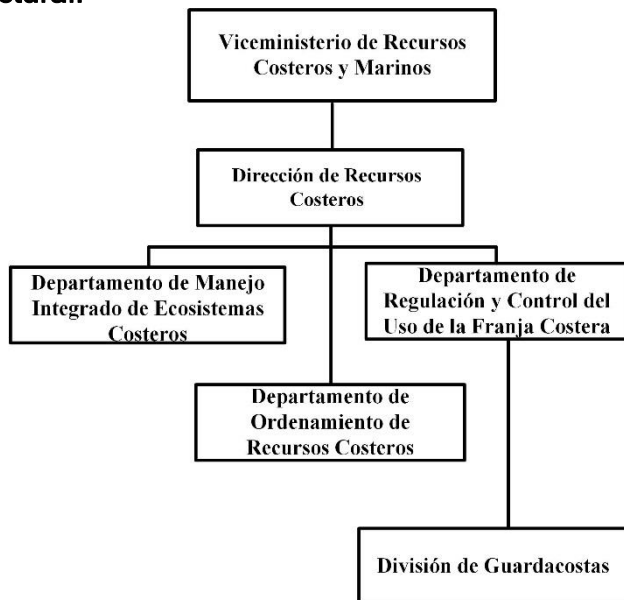 Viceministerio de Recursos
Costeros y Marinos
Dirección de Recursos
Costeros
Departamento de Manejo
Integrado de Ecosistemas
Costeros
Departamento de
Regulación y Control del
Uso de la Franja Costera
Departamento de
Ordenamiento de
Recursos Costeros
División de Guardacostas